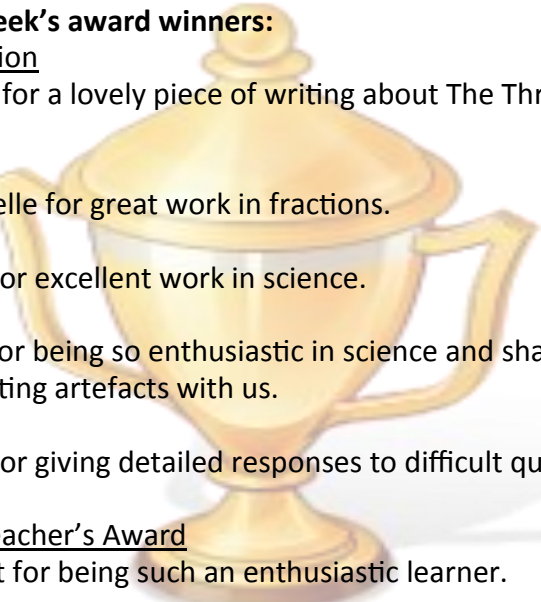 eek’s award winners:
ion
for a lovely piece of writing about The Thr
elle for great work in fractions.
or excellent work in science.
or being so enthusiastic in science and sha
ting artefacts with us.
or giving detailed responses to difficult qu
acher’s Award
t for being such an enthusiastic learner.